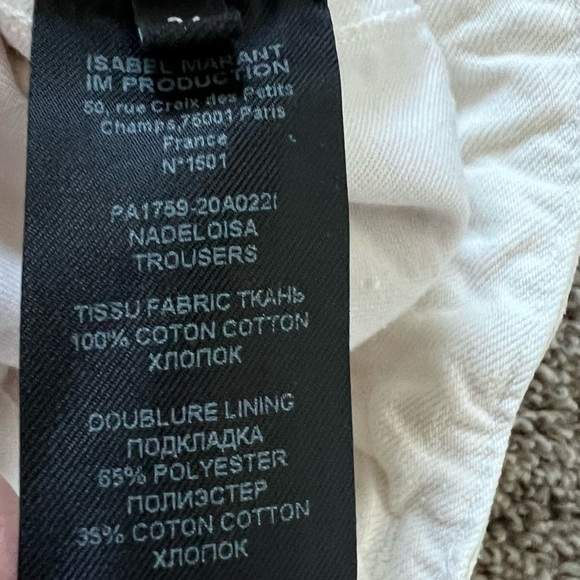 ISABEL MARANT
IM PRODUCTION
50, rue Croix des Petits
Champs,75001 Paris
France
N°1501
PA1759-20A022I
NADELOISA
TROUSERS
TISSU FABRIC ТКАНЬ
100% COTON COTTON
ХЛОПОК
DOUBLURE LINING
ПОДКЛАДКА
65% POLYESTER
ПОЛИЭСТЕР
35% COTON COTTON
ХЛОПОК